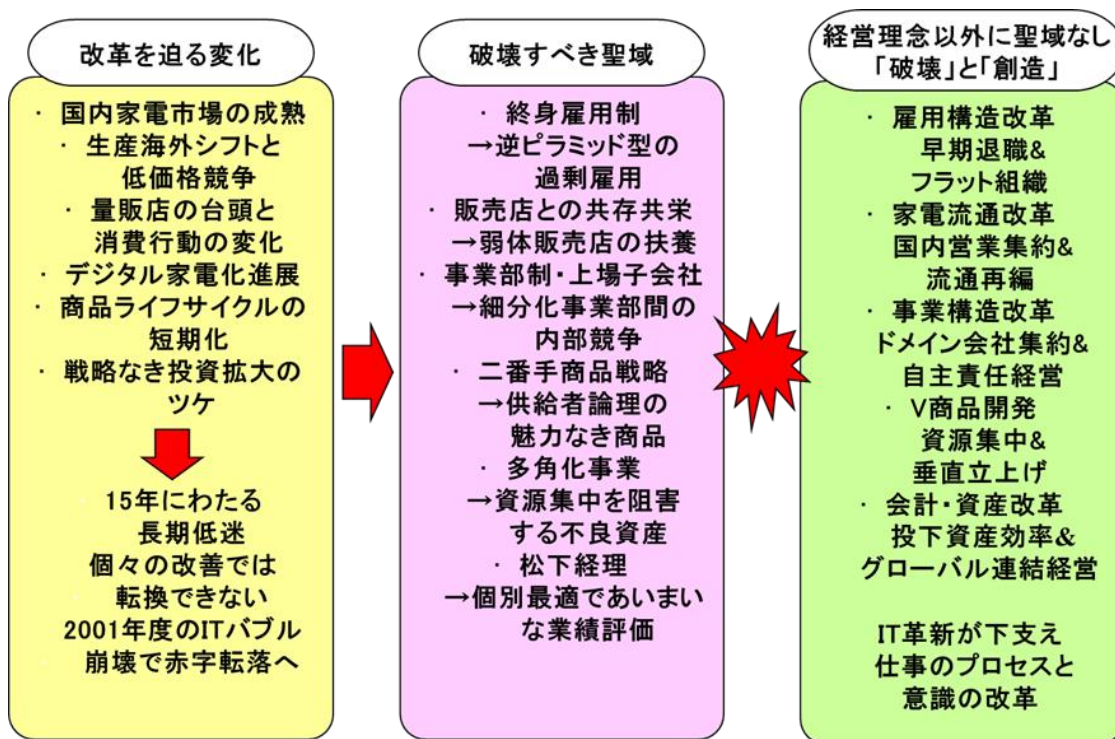 改革を迫る変化
・ 国内家電市場の成熟
・ 生産海外シフトと
低価格競争
・ 量販店の台頭と
消費行動の変化
・ デジタル家電化進展
・ 商品ライフサイクルの
短期化
・ 戦略なき投資拡大の
ツケ
15年にわたる
長期低迷
個々の改善では
転換できない
2001年度のITバブル
崩壊で赤字転落へ
破壊すべき聖域
・ 終身雇用制
→逆ピラミッド型の
過剰雇用
・ 販売店との共存共栄
→弱体販売店の扶養
・ 事業部制・上場子会社
→細分化事業部間の
内部競争
・ 二番手商品戦略
→供給者論理の
魅力なき商品
・ 多角化事業
→資源集中を阻害
する不良資産
・ 松下経理
→個別最適であいまい
な業績評価
経営理念以外に聖域なし
「破壊」と「創造」
・ 雇用構造改革
早期退職&
フラット組織
・ 家電流通改革
国内営業集約&
流通再編
・ 事業構造改革
ドメイン会社集約&
自主責任経営
・ V商品開発
資源集中&
垂直立上げ
・ 会計・資産改革
投下資産効率&
グローバル連結経営
IT革新が下支え
仕事のプロセスと
意識の改革